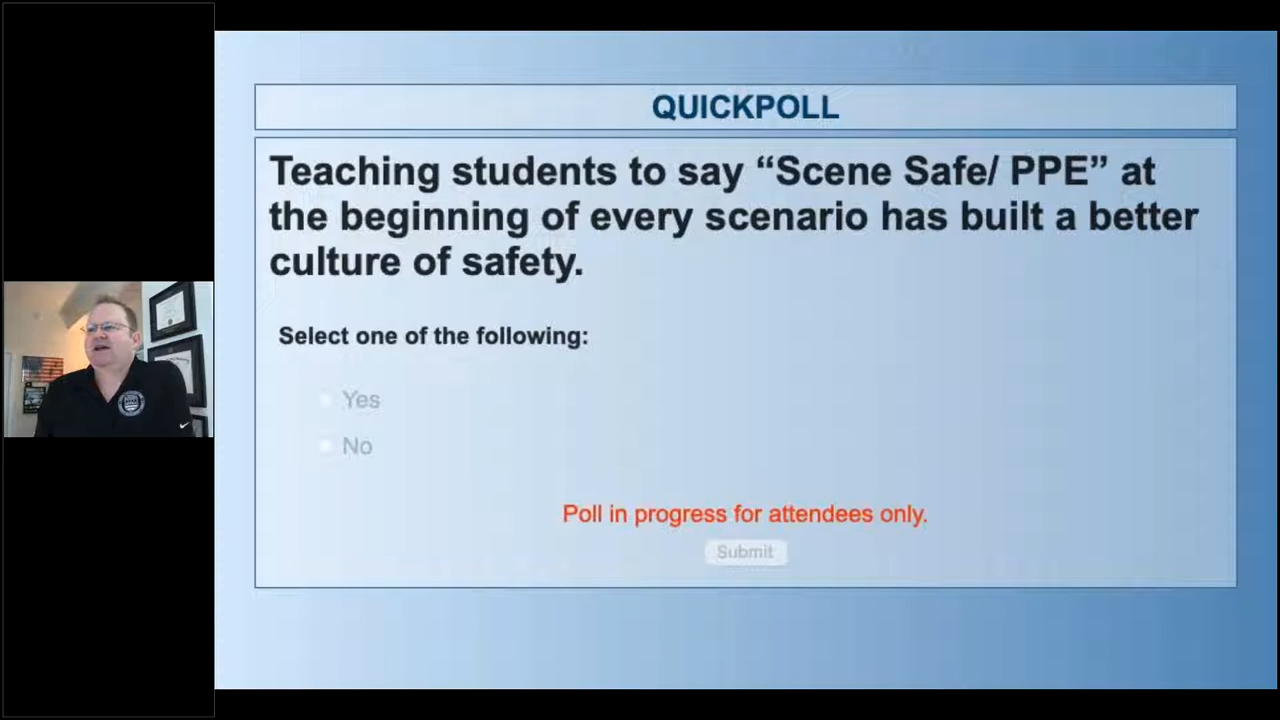 QUICKPOLL
Teaching students to say “Scene Safe/ PPE” at
the beginning of every scenario has built a better
culture of safety.
Select one of the following:
Yes
No
Poll in progress for attendees only.
Submit